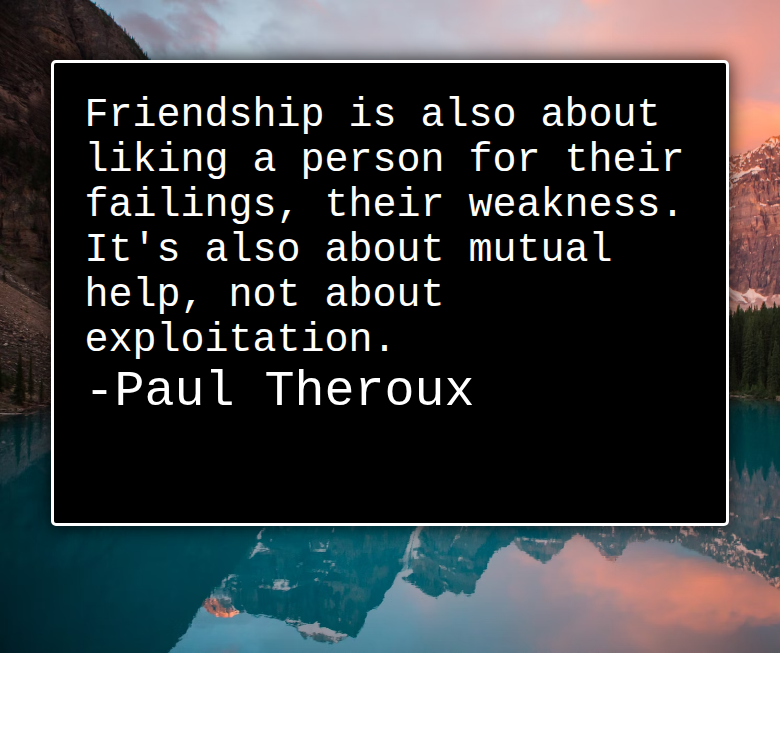 Friendship is also about
liking a person for their
failings, their weakness.
It's also about mutual
help, not about
exploitation.
-Paul Theroux